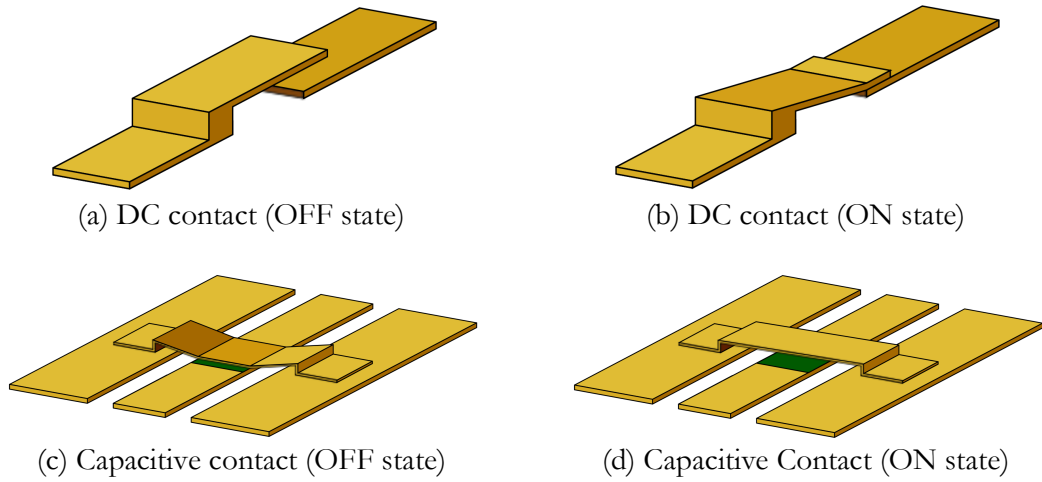 (a) DC contact (OFF state)
(b) DC contact (ON state)
(c) Capacitive contact (OFF state)
(d) Capacitive Contact (ON state)